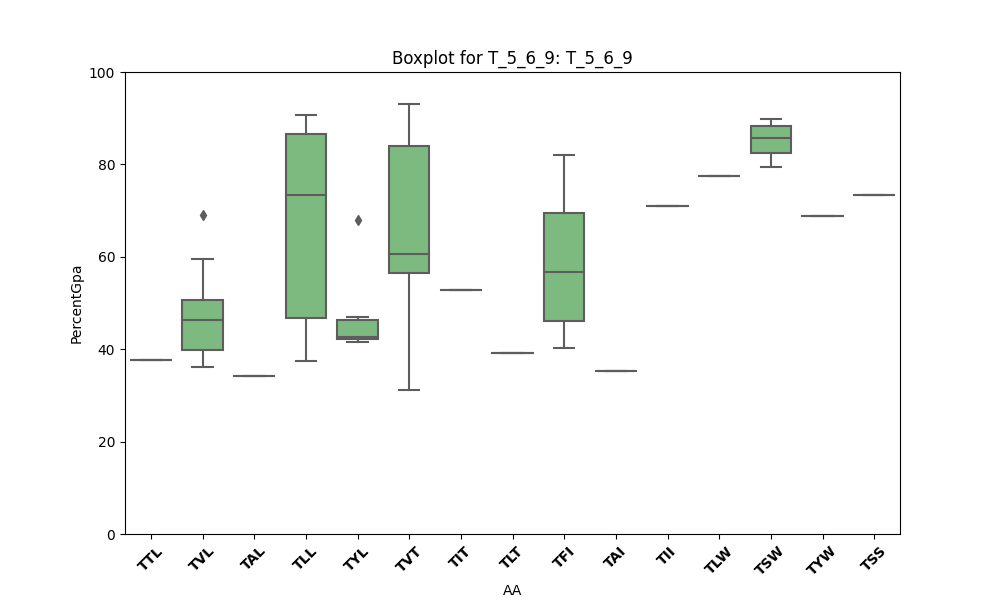 Boxplot for T_5_6_9: T_5_6_9
100
80
60
40
20
0
PercentGpa
TTL
TVL
TAL
TLL
TYL
TVT
TIT
TLT
TFI
TAI
TII
TLW
TSW
TYW
TSS
AA